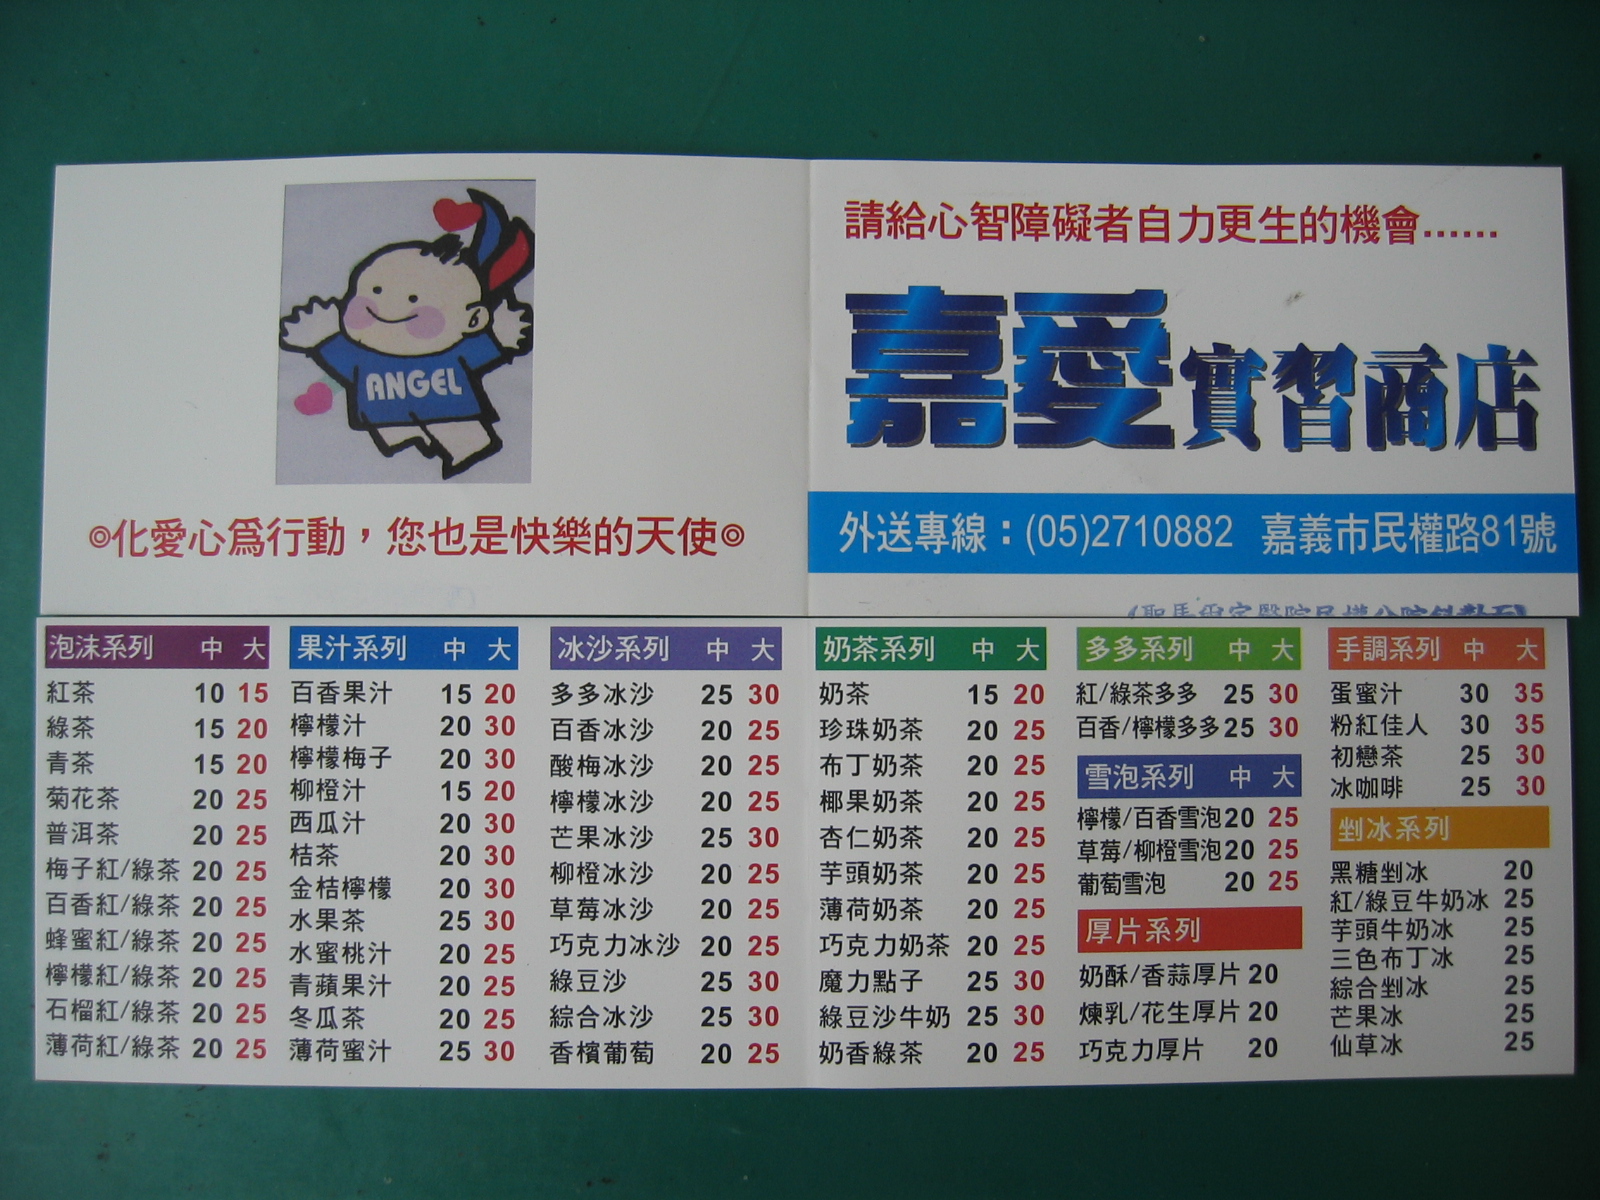 ANGEL
◎化愛心爲行動，您也是快樂的天使◎
請給心智障礙者自力更生的機會......
嘉愛實習商店
外送專線：(05)2710882 嘉義市民權路81號
泡沫系列 中 大
紅茶 10 15
綠茶 15 20
青茶 15 20
菊花茶 20 25
普洱茶 20 25
梅子紅/綠茶 20 25
百香紅/綠茶 20 25
蜂蜜紅/綠茶 20 25
檸檬紅/綠茶 20 25
石榴紅/綠茶 20 25
薄荷紅/綠茶 20 25
果汁系列 中 大
百香果汁 15 20
檸檬汁 20 30
檸檬梅子 20 30
柳橙汁 15 20
西瓜汁 20 30
桔茶 20 30
金桔檸檬 20 30
水果茶 25 30
水蜜桃汁 20 25
青蘋果汁 20 25
冬瓜茶 20 25
薄荷蜜汁 25 30
冰沙系列 中 大
多多冰沙 25 30
百香冰沙 20 25
酸梅冰沙 20 25
檸檬冰沙 20 25
芒果冰沙 25 30
柳橙冰沙 20 25
草莓冰沙 20 25
巧克力冰沙 20 25
綠豆沙 25 30
綜合冰沙 25 30
香檳葡萄 20 25
奶茶系列 中 大
奶茶 15 20
珍珠奶茶 20 25
布丁奶茶 20 25
椰果奶茶 20 25
杏仁奶茶 20 25
芋頭奶茶 20 25
薄荷奶茶 20 25
巧克力奶茶 20 25
魔力點子 25 30
綠豆沙牛奶 25 30
奶香綠茶 20 25
多多系列 中 大
紅/綠茶多多 25 30
百香/檸檬多多 25 30
雪泡系列 中 大
檸檬/百香雪泡 20 25
草莓/柳橙雪泡 20 25
葡萄雪泡 20 25
厚片系列
奶酥/香蒜厚片 20
煉乳/花生厚片 20
巧克力厚片 20
手調系列 中 大
蛋蜜汁 30 35
粉紅佳人 30 35
初戀茶 25 30
冰咖啡 25 30
剉冰系列
黑糖剉冰 20
紅/綠豆牛奶冰 25
芋頭牛奶冰 25
三色布丁冰 25
綜合剉冰 25
芒果冰 25
仙草冰 25